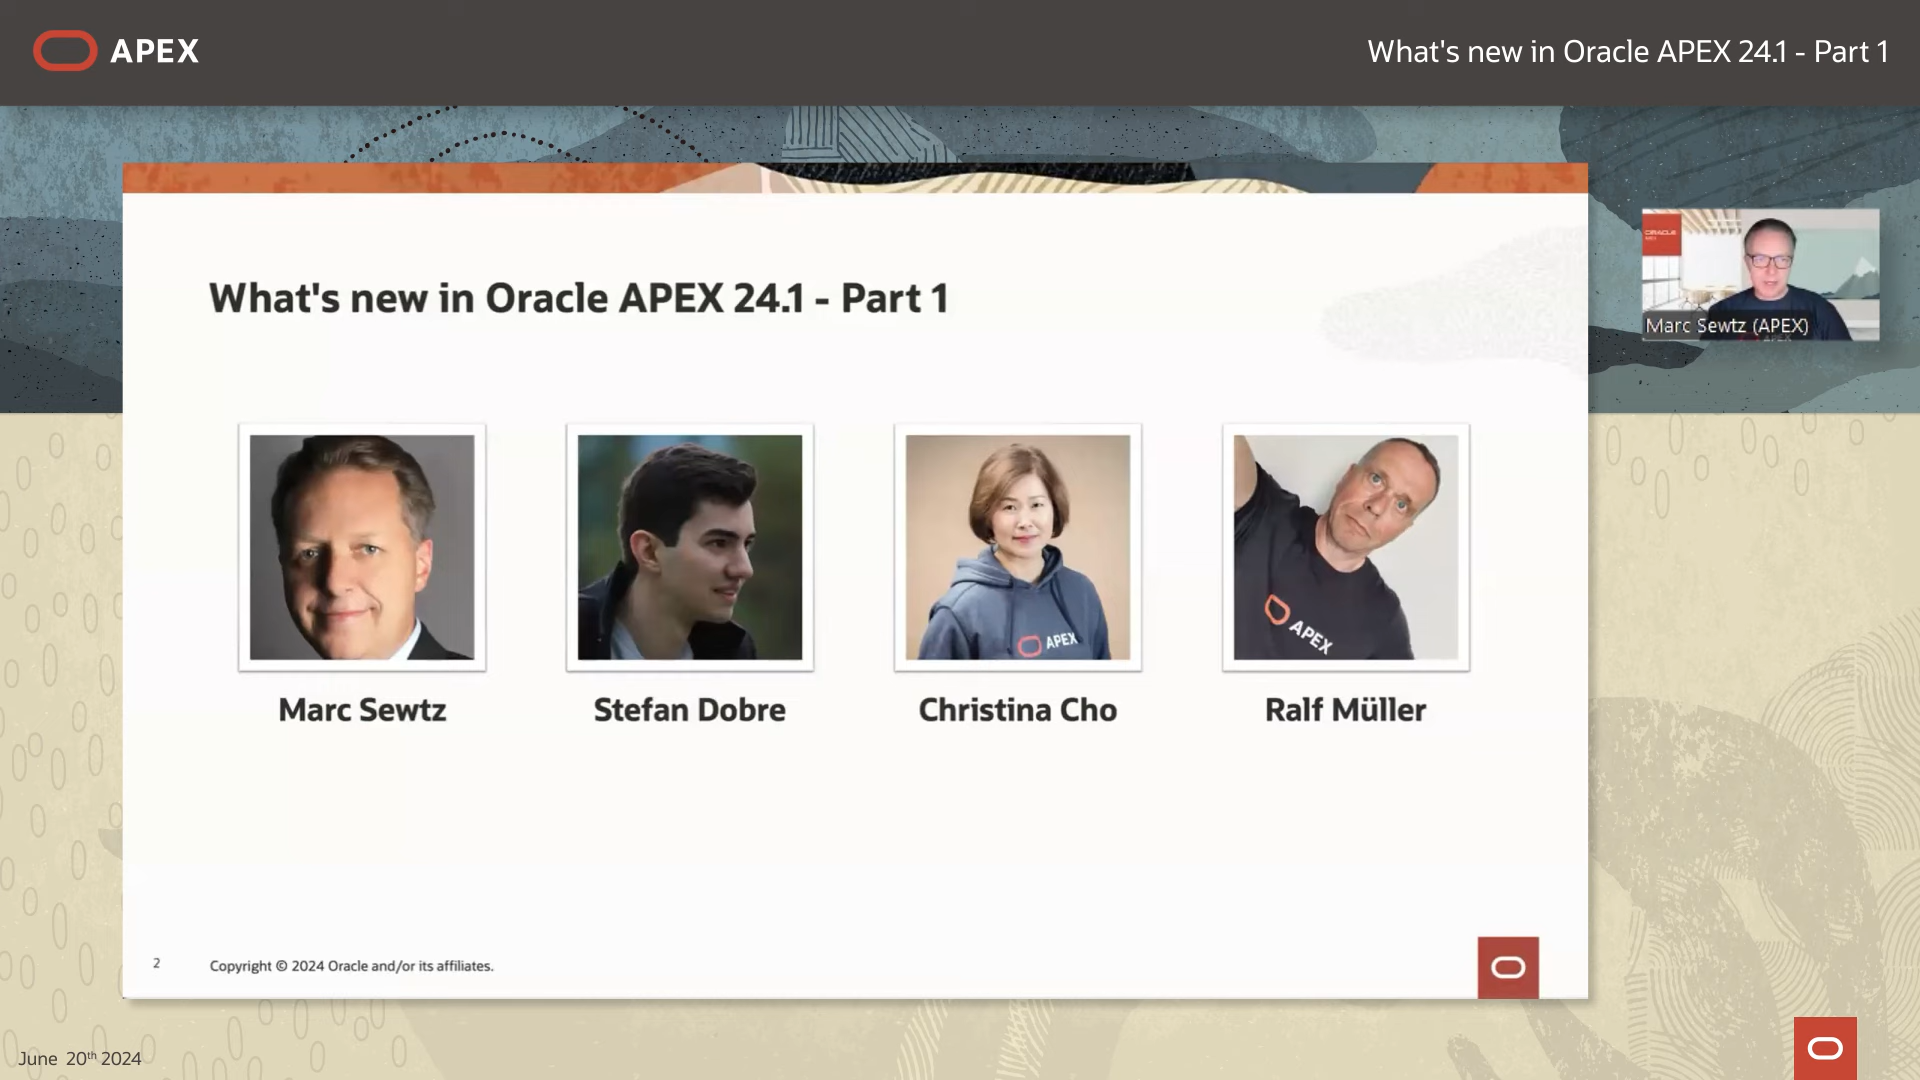 APEX
What's new in Oracle APEX 24.1 - Part 1
What's new in Oracle APEX 24.1 - Part 1
ORACLE
Marc Sewtz (APEX)
APEX
APEX
APEX
Marc Sewtz
Stefan Dobre
Christina Cho
Ralf Müller
2
Copyright © 2024 Oracle and/or its affiliates.
June 20th 2024